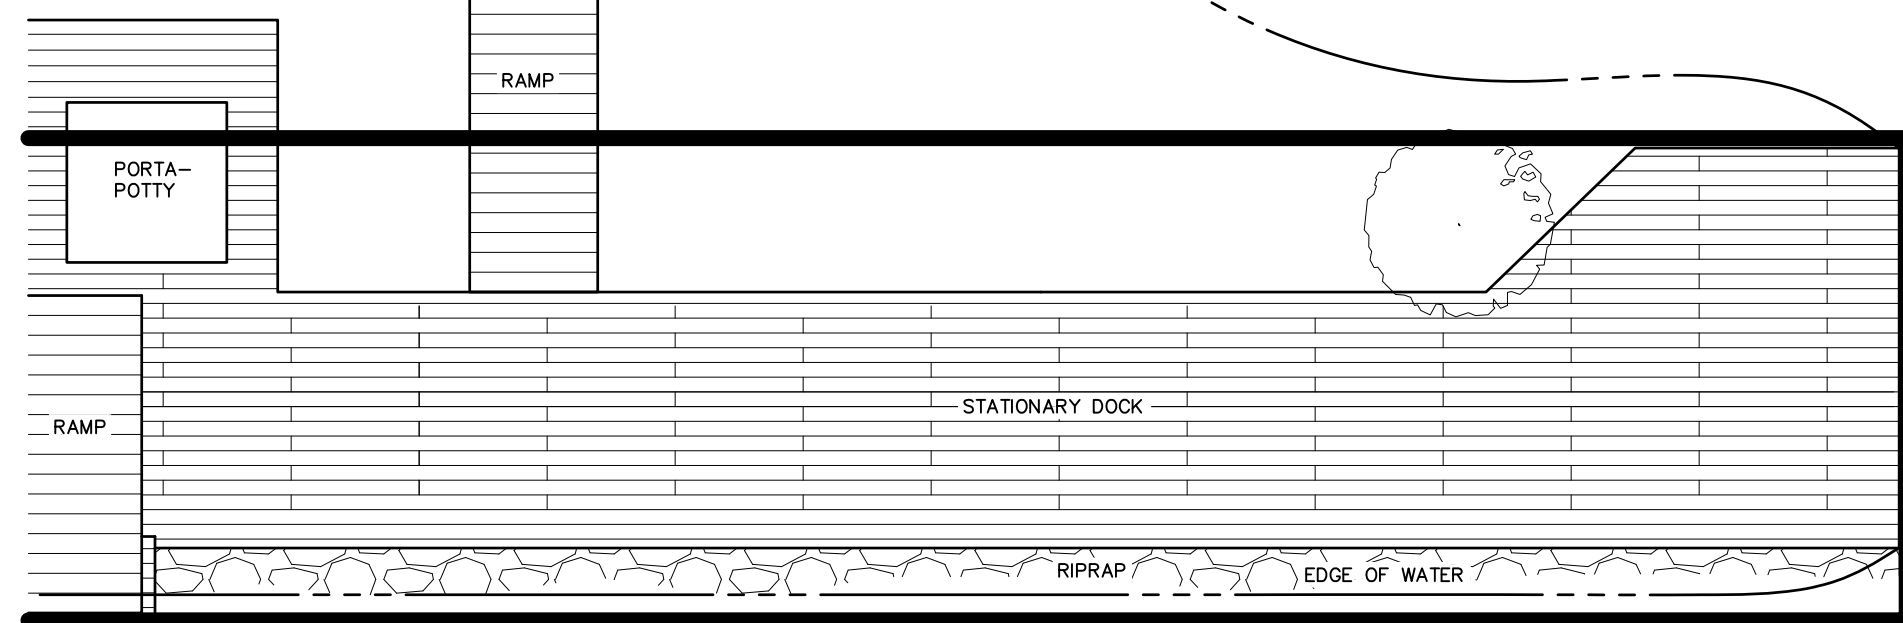 RAMP
PORTA-
POTTY
STATIONARY DOCK
RAMP
RIPRAP
EDGE OF WATER